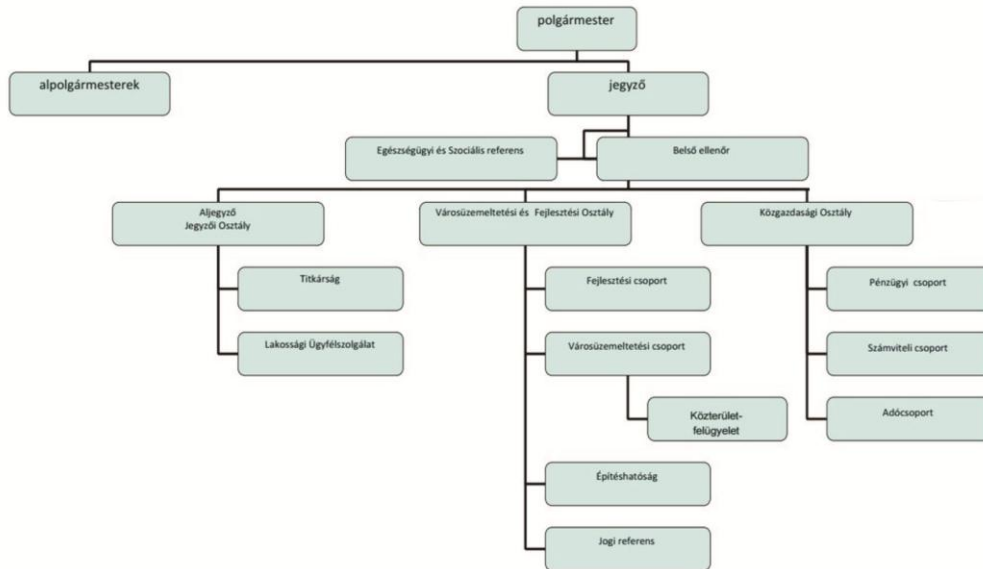 polgármester
alpolgármesterek
jegyző
Egészségügyi és Szociális referens
Belső ellenőr
Aljegyző
Jegyzői Osztály
Városüzemeltetési és Fejlesztési Osztály
Közgazdasági Osztály
Titkárság
Fejlesztési csoport
Pénzügyi csoport
Lakossági Ügyfélszolgálat
Városüzemeltetési csoport
Számviteli csoport
Közterület-
felügyelet
Adócsoport
Építéshatóság
Jogi referens